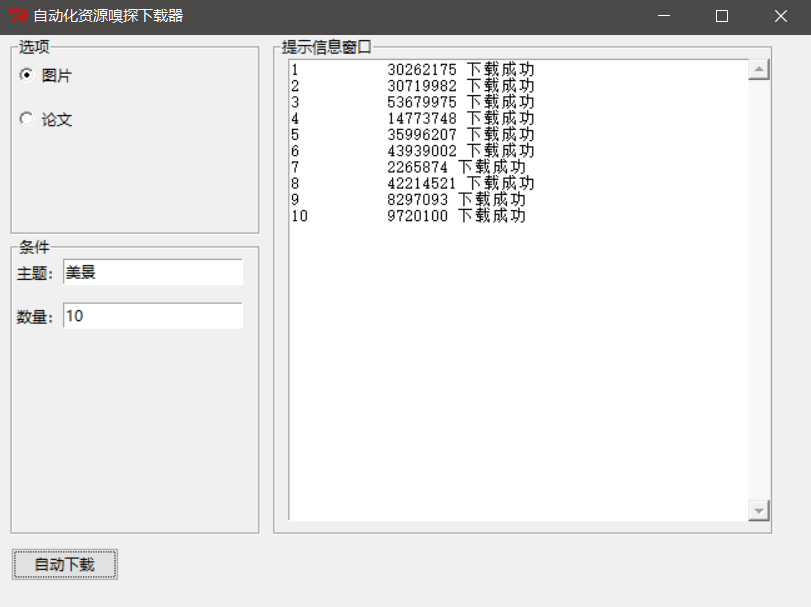 自动化资源嗅探下载器
选项
图片
论文
条件
主题： 美景
数量： 10
自动下载
提示信息窗口
1 30262175 下载成功
2 30719982 下载成功
3 53679975 下载成功
4 14773748 下载成功
5 35996207 下载成功
6 43939002 下载成功
7 2265874 下载成功
8 42214521 下载成功
9 8297093 下载成功
10 9720100 下载成功